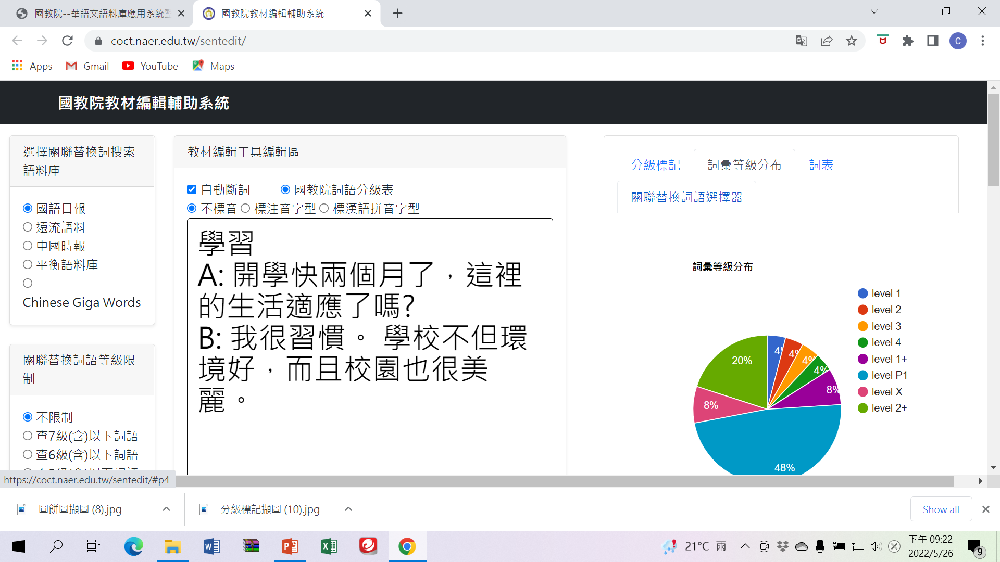 國教院--華語文語料庫應用系統整
國教院教材編輯輔助系統
coct.naer.edu.tw/sentedit/
C
Apps
Gmail
YouTube
Maps
國教院教材編輯輔助系統
選擇關聯替換詞搜索
語料庫
國語日報
遠流語料
中國時報
平衡語料庫
Chinese Giga Words
關聯替換詞語等級限
制
不限制
查7級(含)以下詞語
查6級(含)以下詞語
查5級(含)以下詞語
教材編輯工具編輯區
自動斷詞
國教院詞語分級表
不標音
標注音字型
標漢語拼音字型
學習
A: 開學快兩個月了，這裡
的生活適應了嗎?
B: 我很習慣。 學校不但環
境好，而且校園也很美
麗。
分級標記
詞彙等級分布
詞表
關聯替換詞語選擇器
詞彙等級分布
level 1
level 2
level 3
level 4
level 1+
level P1
level X
level 2+
4%
4%
4%
4%
8%
48%
8%
20%
https://coct.naer.edu.tw/sentedit/#p4
圓餅圖擷圖 (8).jpg
分級標記擷圖 (10).jpg
Show all
21°C 雨
下午 09:22
2022/5/26
9